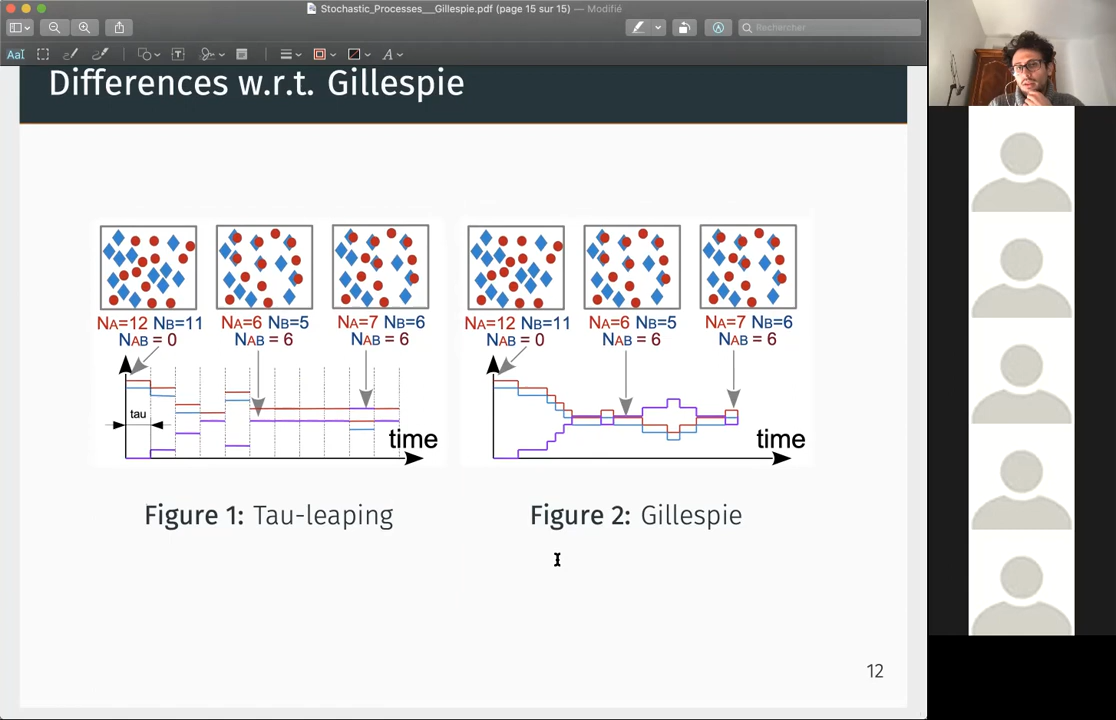 Stochastic_Processes__Gillespie.pdf (page 15 sur 15) — Modifié
Rechercher
AaI
T
A
Differences w.r.t. Gillespie
NA=12 NB=11
NAB = 0
NA=6 NB=5
NAB = 6
NA=7 NB=6
NAB = 6
tau
time
NA=12 NB=11
NAB = 0
NA=6 NB=5
NAB = 6
NA=7 NB=6
NAB = 6
time
Figure 1: Tau-leaping
Figure 2: Gillespie
12